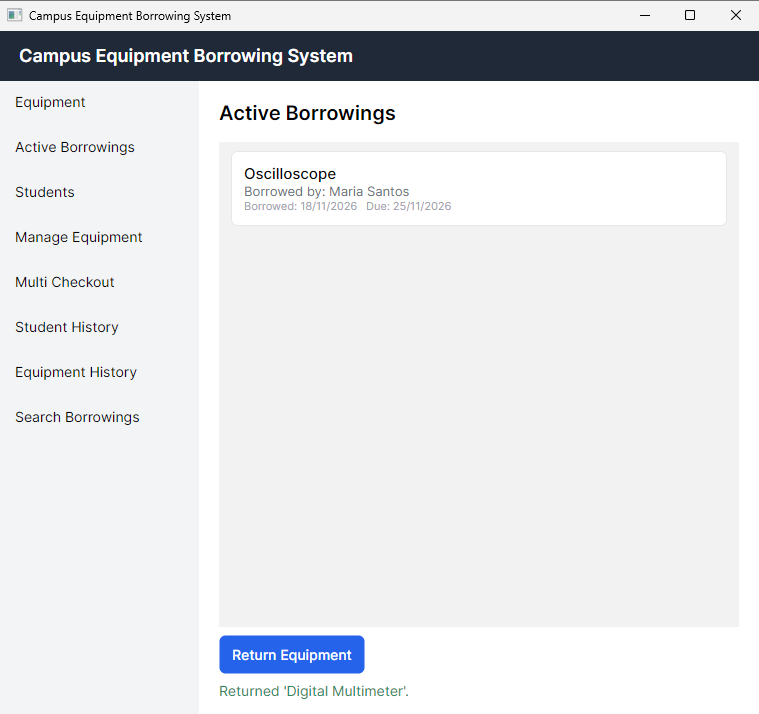 Campus Equipment Borrowing System
Campus Equipment Borrowing System
Equipment
Active Borrowings
Students
Manage Equipment
Multi Checkout
Student History
Equipment History
Search Borrowings
Active Borrowings
Oscilloscope
Borrowed by: Maria Santos
Borrowed: 18/11/2026 Due: 25/11/2026
Return Equipment
Returned 'Digital Multimeter'.